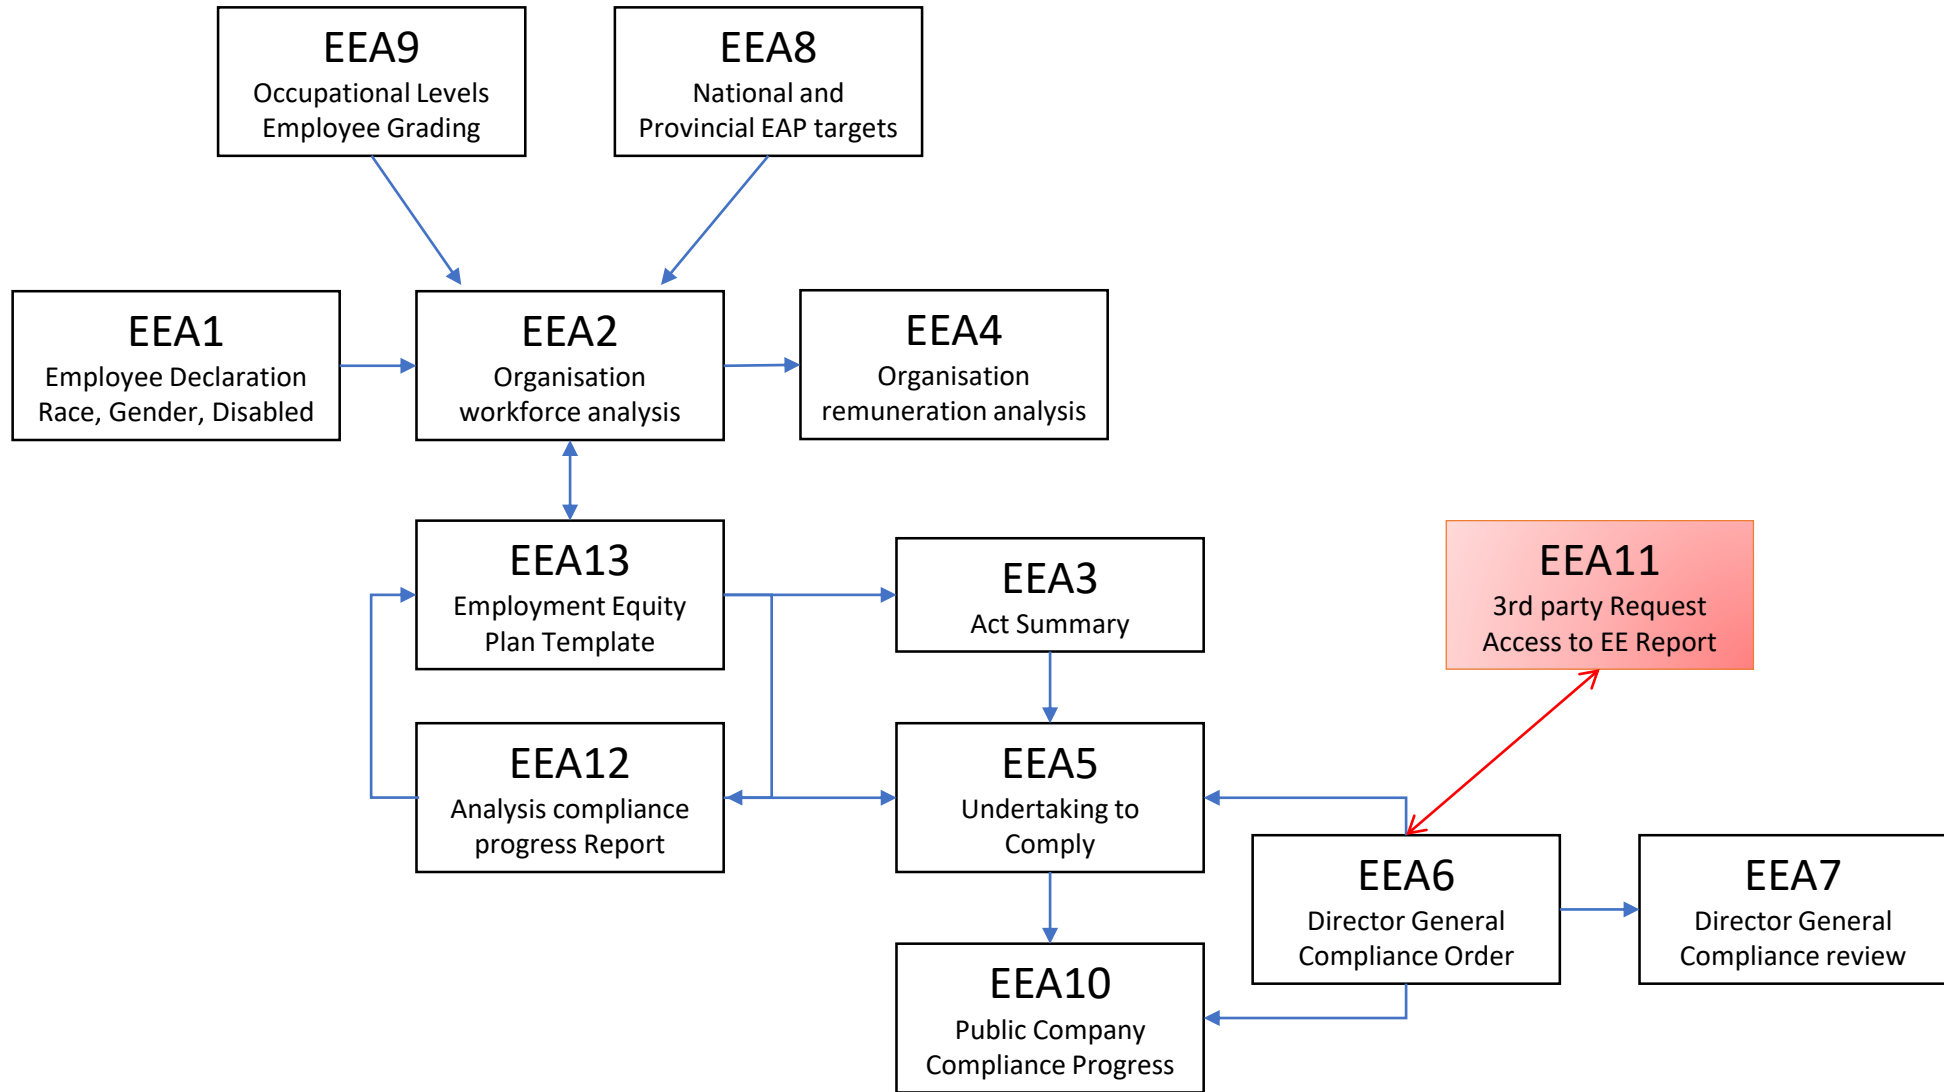 EEA9
Occupational Levels
Employee Grading
EEA8
National and
Provincial EAP targets
EEA1
Employee Declaration
Race, Gender, Disabled
EEA2
Organisation
workforce analysis
EEA4
Organisation
remuneration analysis
EEA13
Employment Equity
Plan Template
EEA3
Act Summary
EEA11
3rd party Request
Access to EE Report
EEA12
Analysis compliance
progress Report
EEA5
Undertaking to
Comply
EEA6
Director General
Compliance Order
EEA7
Director General
Compliance review
EEA10
Public Company
Compliance Progress